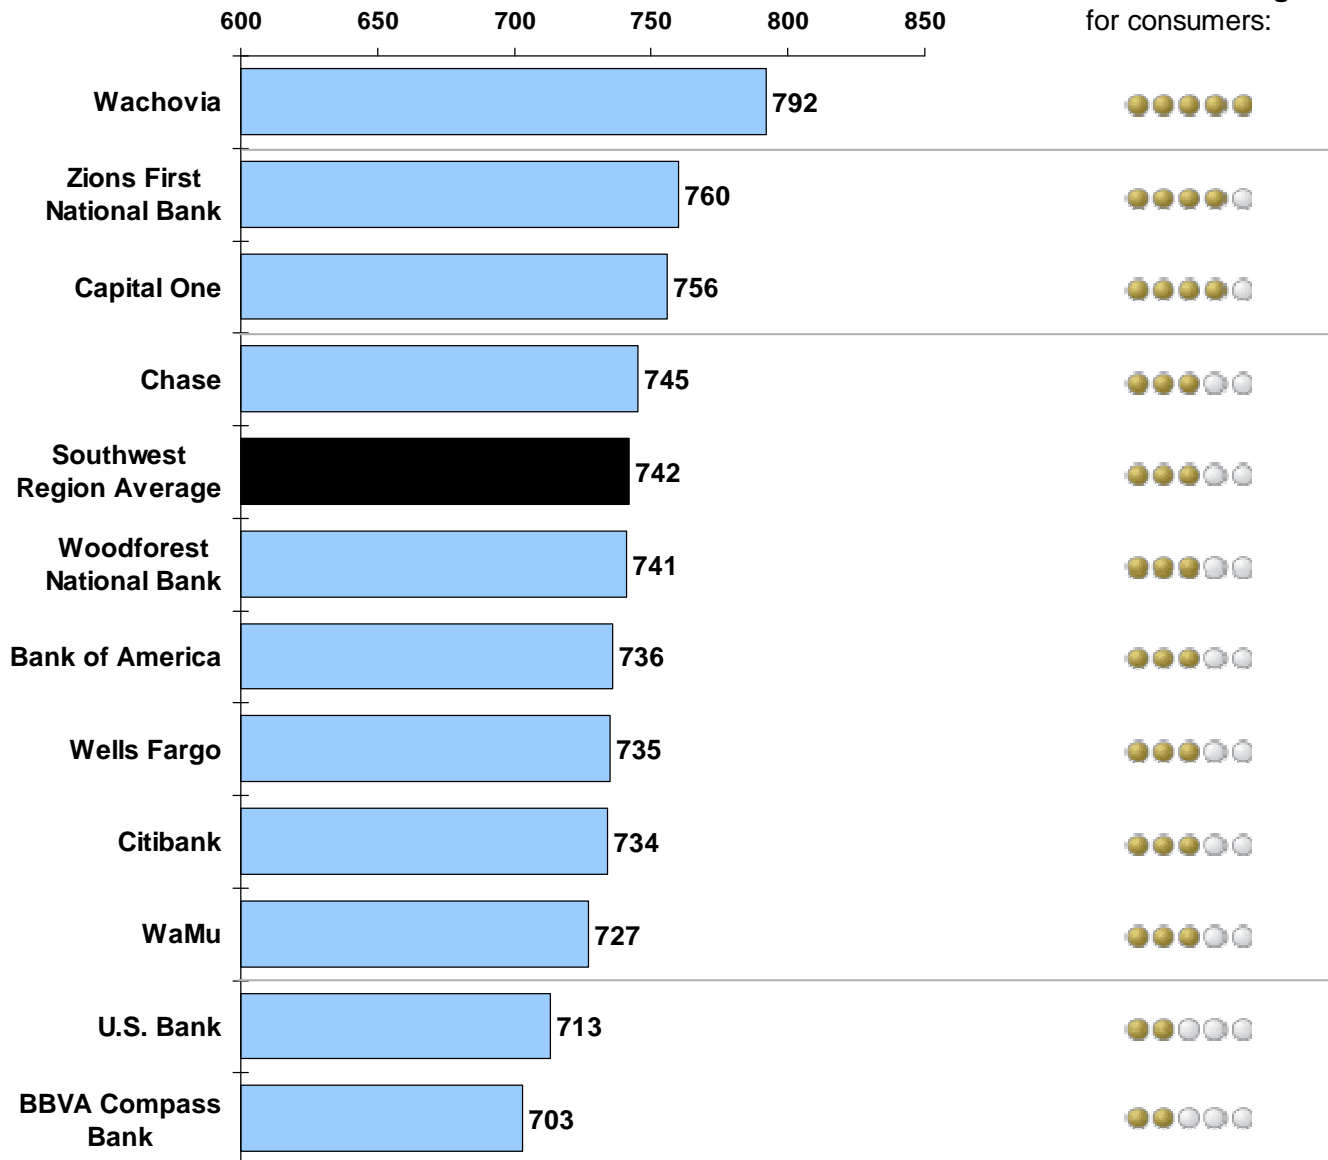 600 650 700 750 800 850
for consumers:
Wachovia 792
Zions First
National Bank 760
Capital One 756
Chase 745
Southwest
Region Average 742
Woodforest
National Bank 741
Bank of America 736
Wells Fargo 735
Citibank 734
WaMu 727
U.S. Bank 713
BBVA Compass
Bank 703